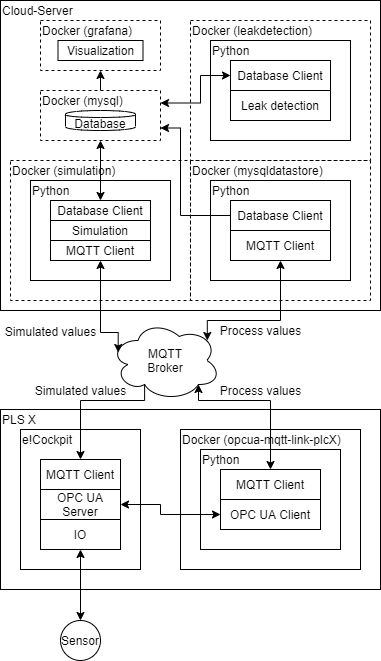 Cloud-Server
Docker (grafana)
Visualization
Docker (leakdetection)
Python
Database Client
Leak detection
Docker (mysql)
Database
Docker (simulation)
Python
Database Client
Simulation
MQTT Client
Docker (mysqldatastore)
Python
Database Client
MQTT Client
Simulated values
Process values
MQTT
Broker
Simulated values
Process values
PLS X
e!Cockpit
MQTT Client
OPC UA
Server
IO
Docker (opcua-mqtt-link-plcX)
Python
MQTT Client
OPC UA Client
Sensor